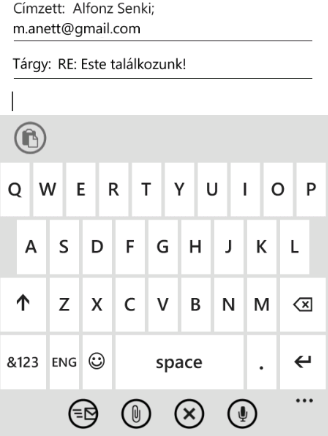 Címzett: Alfonz Senki;
m.anett@gmail.com
Tárgy: RE: Este találkozunk!
Q W E R T Y U I O P
A S D F G H J K L
Z X C V B N M
&123 ENG space .